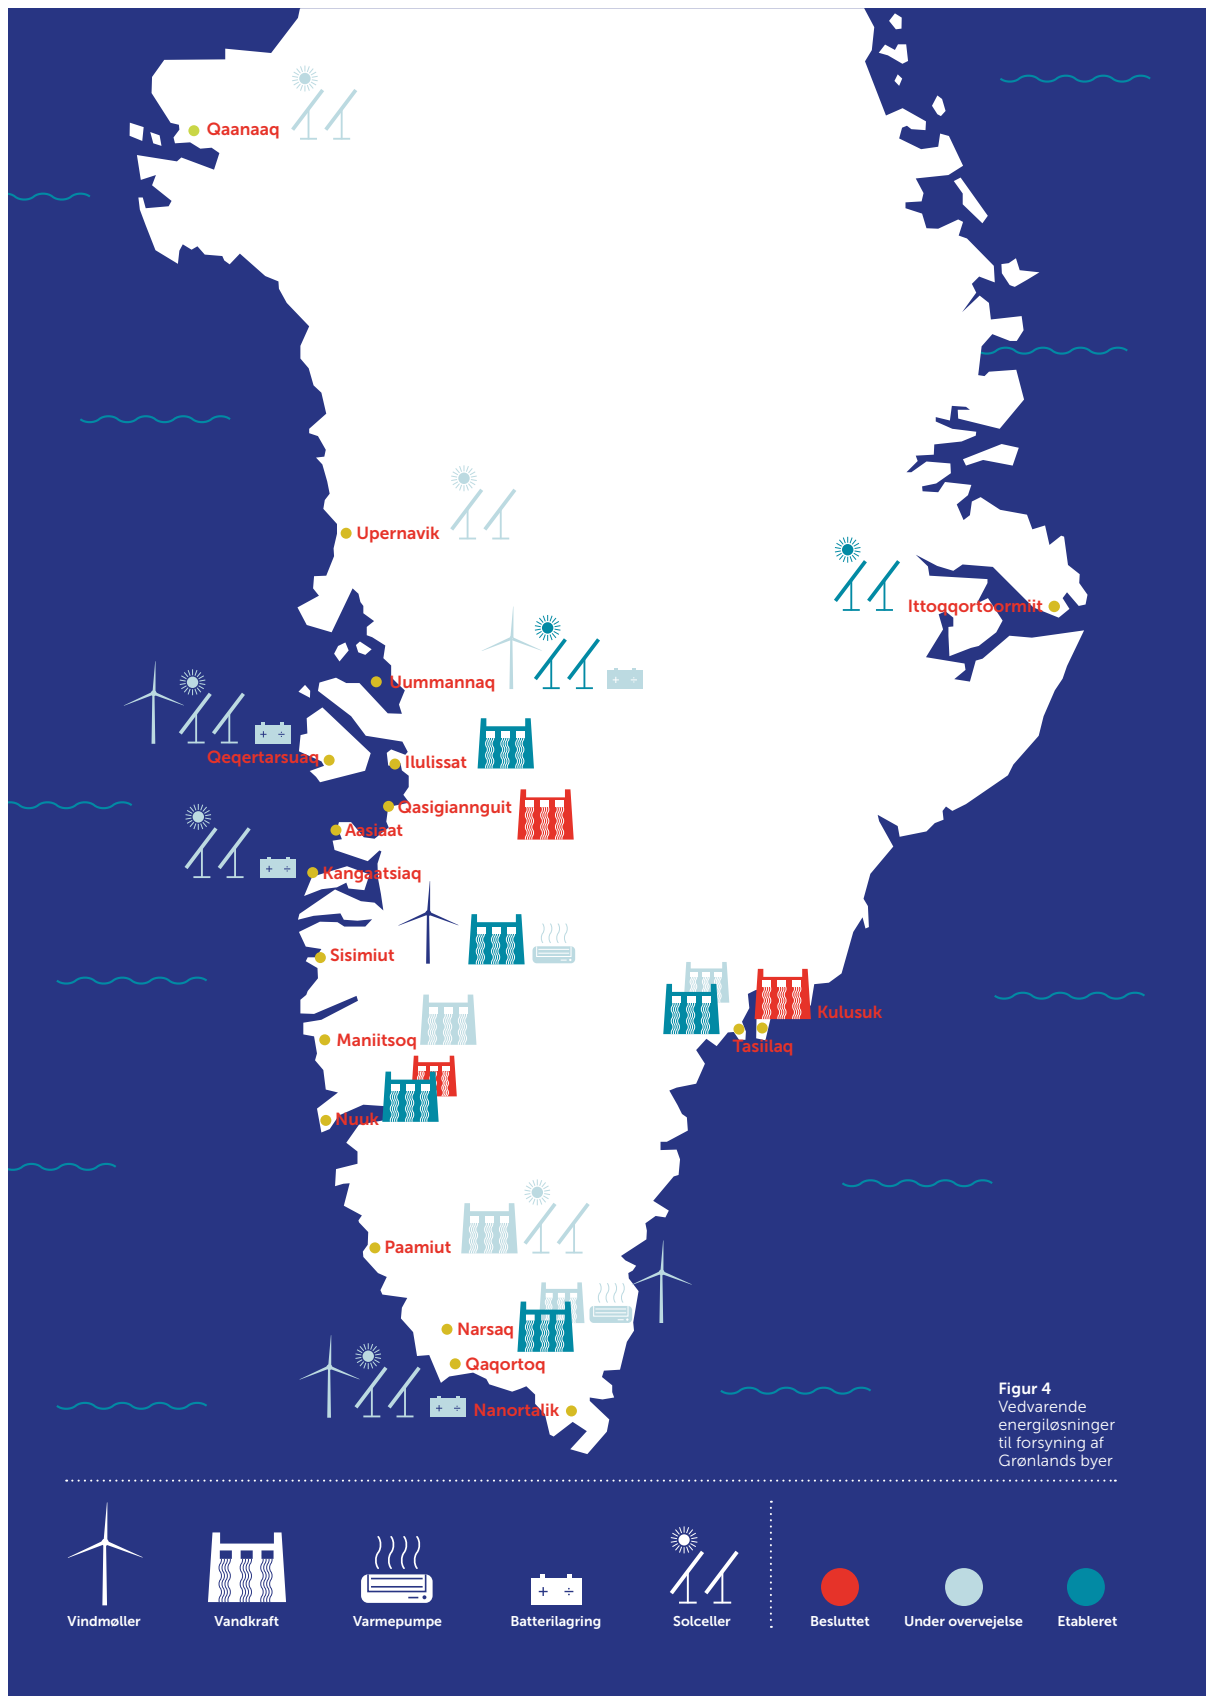 Qaanaaq
Upernavik
Ittoqqortoormiit
Uummannaq
Qeqertarsuaq
Ilulissat
Qasigiannguit
Aasiaat
Kangaatsiaq
Sisimiut
Kulusuk
Maniitsoq
Tasiilaq
Nuuk
Paamiut
Narsaq
Qaqortoq
Nanortalik
Figur 4
Vedvarende
energiløsninger
til forsyning af
Grønlands byer
Vindmøller
Vandkraft
Varmepumpe
Batterilagring
Solceller
Besluttet
Under overvejelse
Etableret